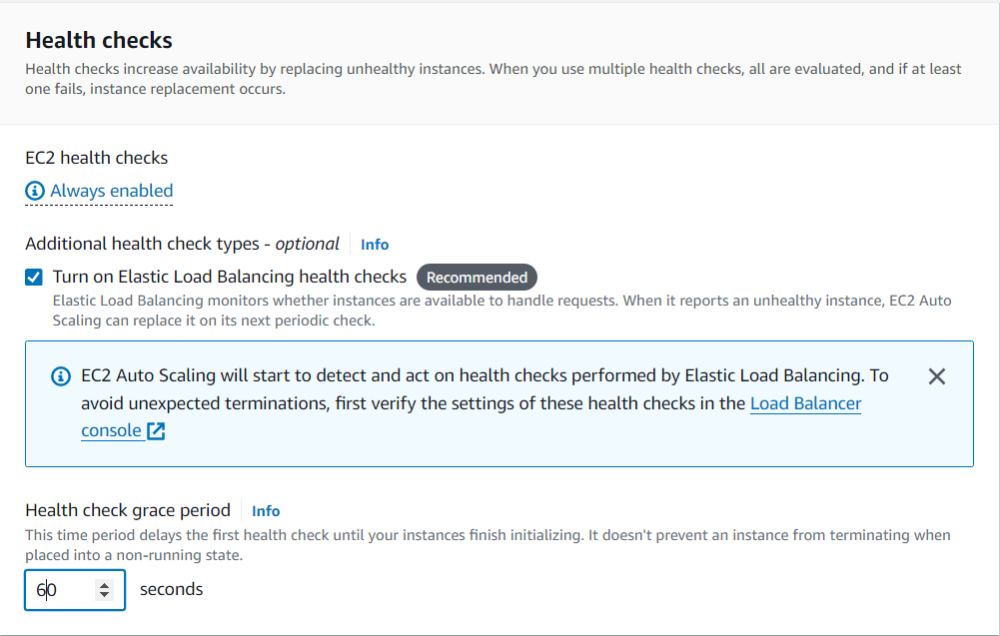 Health checks
Health checks increase availability by replacing unhealthy instances. When you use multiple health checks, all are evaluated, and if at least
one fails, instance replacement occurs.
EC2 health checks
Always enabled
Additional health check types - optional Info
Turn on Elastic Load Balancing health checks Recommended
Elastic Load Balancing monitors whether instances are available to handle requests. When it reports an unhealthy instance, EC2 Auto
Scaling can replace it on its next periodic check.
EC2 Auto Scaling will start to detect and act on health checks performed by Elastic Load Balancing. To
avoid unexpected terminations, first verify the settings of these health checks in the Load Balancer
console
Health check grace period Info
This time period delays the first health check until your instances finish initializing. It doesn't prevent an instance from terminating when
placed into a non-running state.
60 seconds